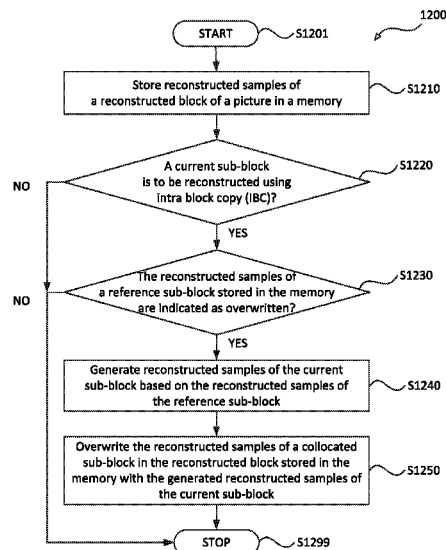 1200
START
S1201
Store reconstructed samples of
a reconstructed block of a picture in a memory
S1210
A current sub-block
is to be reconstructed using
intra block copy (IBC)?
S1220
NO
YES
The reconstructed samples of
a reference sub-block stored in the memory
are indicated as overwritten?
S1230
NO
YES
Generate reconstructed samples of the current
sub-block based on the reconstructed samples of
the reference sub-block
S1240
Overwrite the reconstructed samples of a collocated
sub-block in the reconstructed block stored in the
memory with the generated reconstructed samples of
the current sub-block
S1250
STOP
S1299